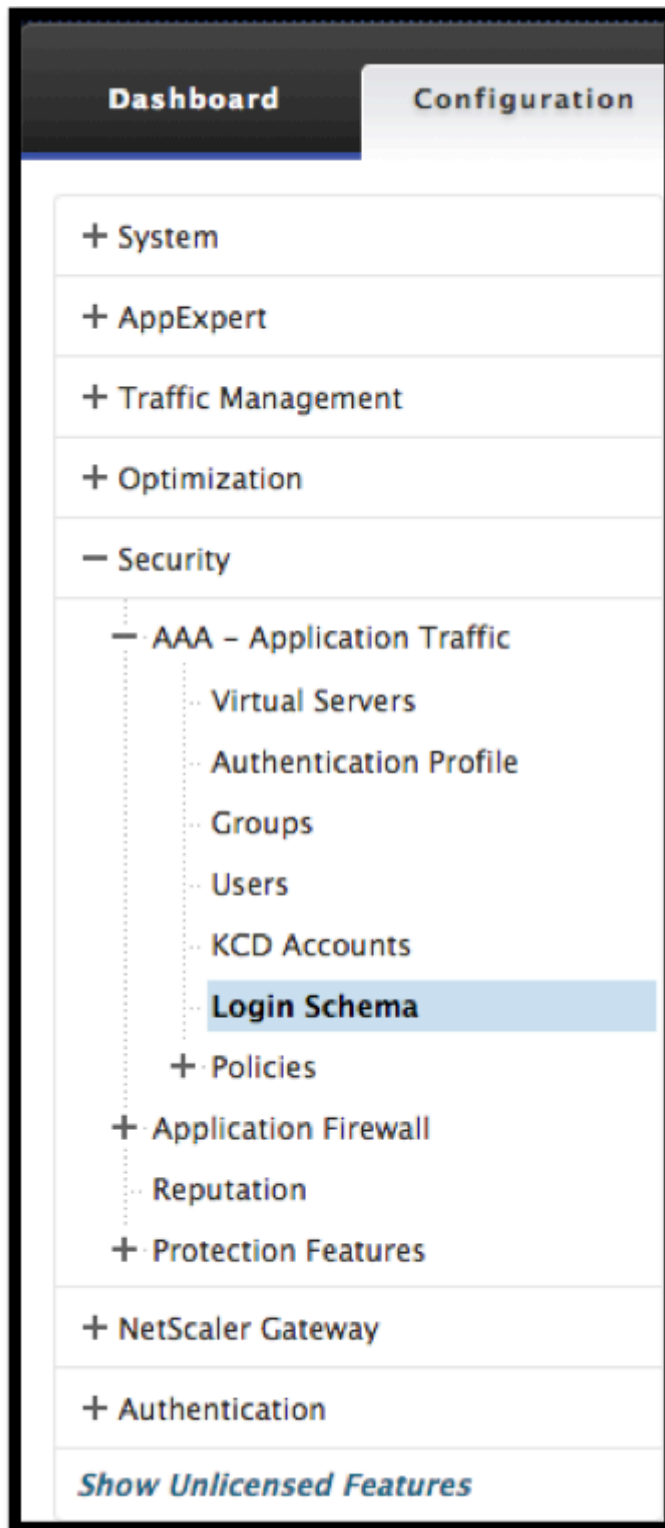 Dashboard Configuration
+ System
+ AppExpert
+ Traffic Management
+ Optimization
− Security
− AAA – Application Traffic
Virtual Servers
Authentication Profile
Groups
Users
KCD Accounts
Login Schema
+ Policies
+ Application Firewall
Reputation
+ Protection Features
+ NetScaler Gateway
+ Authentication
Show Unlicensed Features